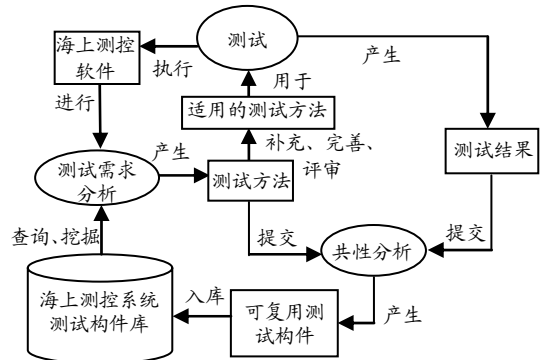 海上测控
软件
测试
执行
产生
用于
进行
适用的测试方法
补充、完善、
评审
产生
测试需求
分析
测试方法
测试结果
查询、挖掘
提交
共性分析
提交
海上测控系统
测试构件库
入库
可复用测
试构件
产生